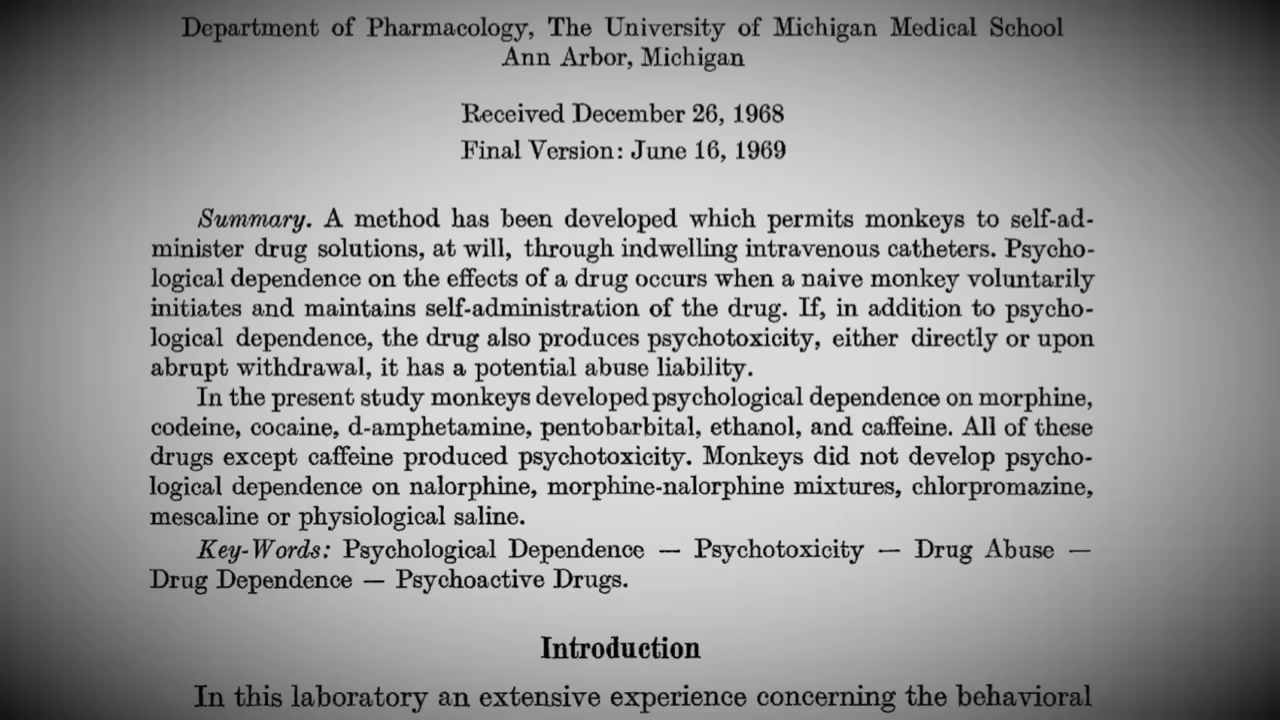 Department of Pharmacology, The University of Michigan Medical School
Ann Arbor, Michigan
Received December 26, 1968
Final Version: June 16, 1969
Summary. A method has been developed which permits monkeys to self-ad-
minister drug solutions, at will, through indwelling intravenous catheters. Psycho-
logical dependence on the effects of a drug occurs when a naive monkey voluntarily
initiates and maintains self-administration of the drug. If, in addition to psycho-
logical dependence, the drug also produces psychotoxicity, either directly or upon
abrupt withdrawal, it has a potential abuse liability.
In the present study monkeys developed psychological dependence on morphine,
codeine, cocaine, d-amphetamine, pentobarbital, ethanol, and caffeine. All of these
drugs except caffeine produced psychotoxicity. Monkeys did not develop psycho-
logical dependence on nalorphine, morphine-nalorphine mixtures, chlorpromazine,
mescaline or physiological saline.
Key-Words: Psychological Dependence — Psychotoxicity — Drug Abuse —
Drug Dependence — Psychoactive Drugs.
Introduction
In this laboratory an extensive experience concerning the behavioral